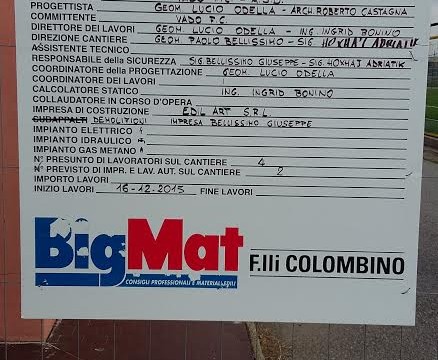 PROGETTISTA GEOM. LUCIO ODELLA - ARCH. ROBERTO CASTAGNA
COMMITTENTE VADO F.C.
DIRETTORE DEI LAVORI GEOM. LUCIO ODELLA - ING. INGRID BONINO
DIREZIONE CANTIERE GEOM. PAOLO BELLISSIMO - SIG. HOXHAJ ADRIATIK
ASSISTENTE TECNICO
RESPONSABILE della SICUREZZA SIG. BELLISSIMO GIUSEPPE - SIG. HOXHAJ ADRIATIK
COORDINATORE della PROGETTAZIONE GEOM. LUCIO ODELLA
COORDINATORE DEI LAVORI
CALCOLATORE STATICO ING. INGRID BONINO
COLLAUDATORE IN CORSO D'OPERA
IMPRESA DI COSTRUZIONE EDIL ART S.R.L.
SUBAPPALTI DEMOLIZIONI IMPRESA BELLISSIMO GIUSEPPE
IMPIANTO ELETTRICO
IMPIANTO IDRAULICO
IMPIANTO GAS METANO
N° PRESUNTO DI LAVORATORI SUL CANTIERE 4
N° PREVISTO DI IMPR. E LAV. AUT. SUL CANTIERE 2
IMPORTO LAVORI
INIZIO LAVORI 16-12-2015 FINE LAVORI
BigMat F.lli COLOMBINO
CONSIGLI PROFESSIONALI E MATERIALI EDILI